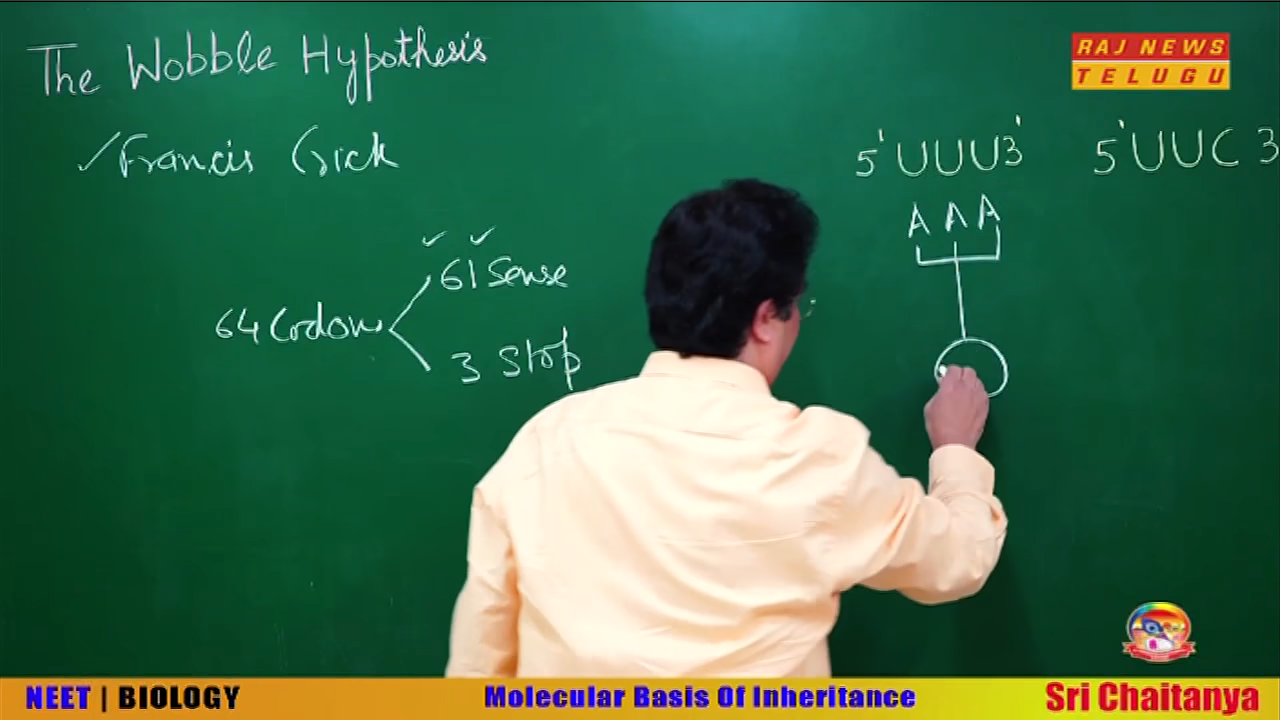 The Wobble Hypothesis
RAJ NEWS
TELUGU
✓Francis Crick
5' UUU3'
5' UUC 3
A A A
✓ ✓
61 Sense
64 Codons
3 Stop
NEET | BIOLOGY
Molecular Basis Of Inheritance
Sri Chaitanya